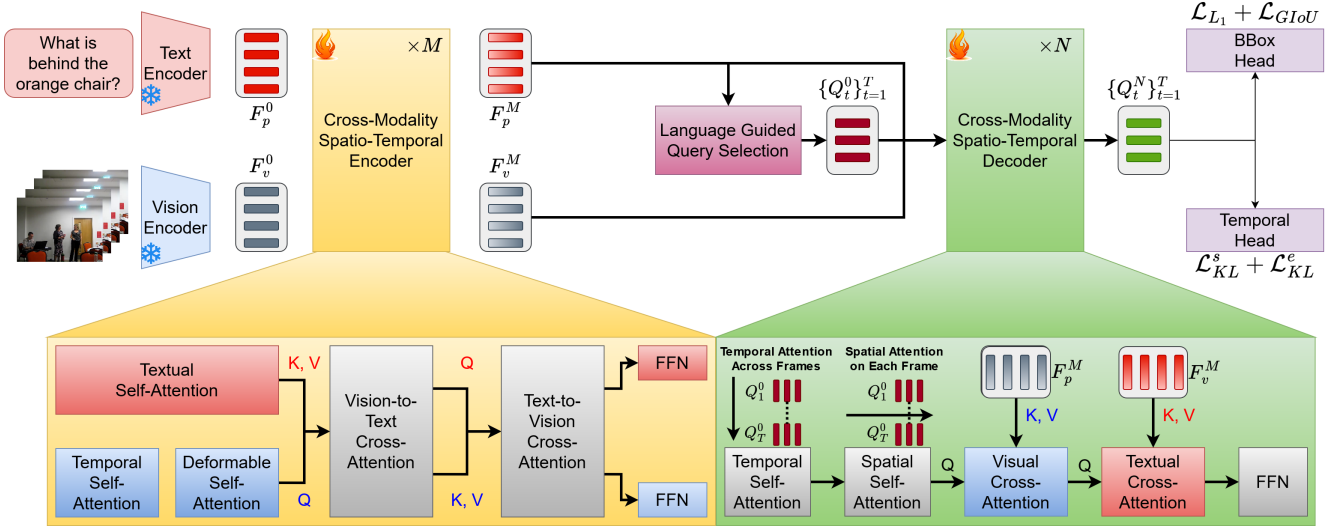 What is
behind the
orange chair?
Text
Encoder
F_p^0
×M
Cross-Modality
Spatio-Temporal
Encoder
F_p^M
Language Guided
Query Selection
{Q_t^0}_{t=1}^T
×N
Cross-Modality
Spatio-Temporal
Decoder
{Q_t^N}_{t=1}^T
ℒ_{L_1} + ℒ_{GIoU}
BBox
Head
Vision
Encoder
F_v^0
F_v^M
Temporal
Head
ℒ_{KL}^s + ℒ_{KL}^e
Textual
Self-Attention
Temporal
Self-
Attention
Deformable
Self-
Attention
K, V
Q
Vision-to-
Text
Cross-
Attention
Q
K, V
Text-to-
Vision
Cross-
Attention
FFN
FFN
Temporal Attention
Across Frames
Q_1^0
Q_T^0
Spatial Attention
on Each Frame
Q_1^0
Q_T^0
F_p^M
K, V
F_v^M
K, V
Temporal
Self-
Attention
Spatial
Self-
Attention
Q
Visual
Cross-
Attention
Q
Textual
Cross-
Attention
FFN